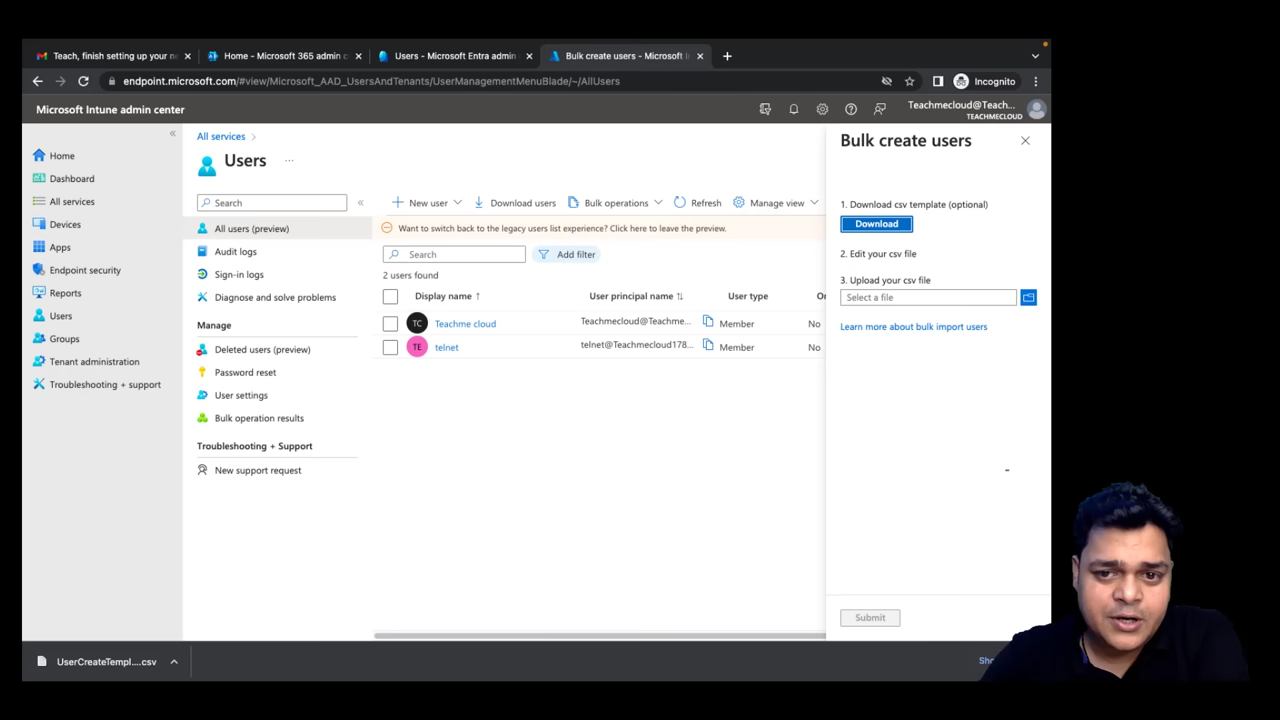 Teach, finish setting up your ne
Home - Microsoft 365 admin c
Users - Microsoft Entra admin
Bulk create users - Microsoft I
endpoint.microsoft.com/#view/Microsoft_AAD_UsersAndTenants/UserManagementMenuBlade/~/AllUsers
Incognito
Microsoft Intune admin center
Teachmecloud@Teach...
TEACHMECLOUD
Home
Dashboard
All services
Devices
Apps
Endpoint security
Reports
Users
Groups
Tenant administration
Troubleshooting + support
All services
Users
Search
All users (preview)
Audit logs
Sign-in logs
Diagnose and solve problems
Manage
Deleted users (preview)
Password reset
User settings
Bulk operation results
Troubleshooting + Support
New support request
New user
Download users
Bulk operations
Refresh
Manage view
Want to switch back to the legacy users list experience? Click here to leave the preview.
Search
Add filter
2 users found
Display name ↑
User principal name ↑↓
User type
On
TC
Teachme cloud
Teachmecloud@Teachme...
Member
No
TE
telnet
telnet@Teachmecloud178...
Member
No
Bulk create users
1. Download csv template (optional)
Download
2. Edit your csv file
3. Upload your csv file
Select a file
Learn more about bulk import users
Submit
UserCreateTempl....csv
Sho